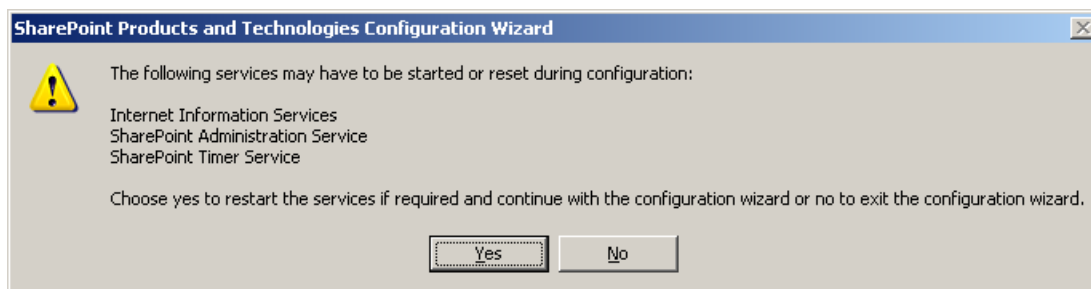 SharePoint Products and Technologies Configuration Wizard
The following services may have to be started or reset during configuration:
Internet Information Services
SharePoint Administration Service
SharePoint Timer Service
Choose yes to restart the services if required and continue with the configuration wizard or no to exit the configuration wizard.
Yes
No